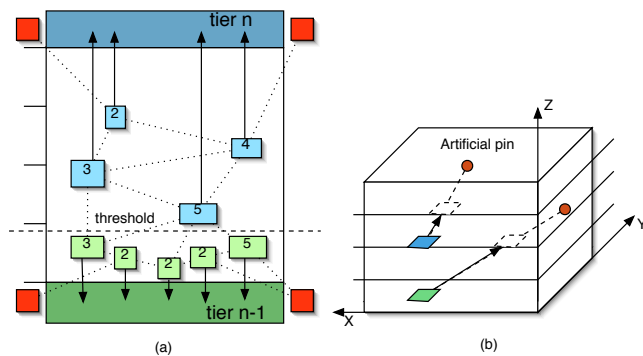 tier n
2
4
3
5
threshold
3
2
2
2
5
tier n-1
(a)
Z
Artificial pin
Y
X
(b)